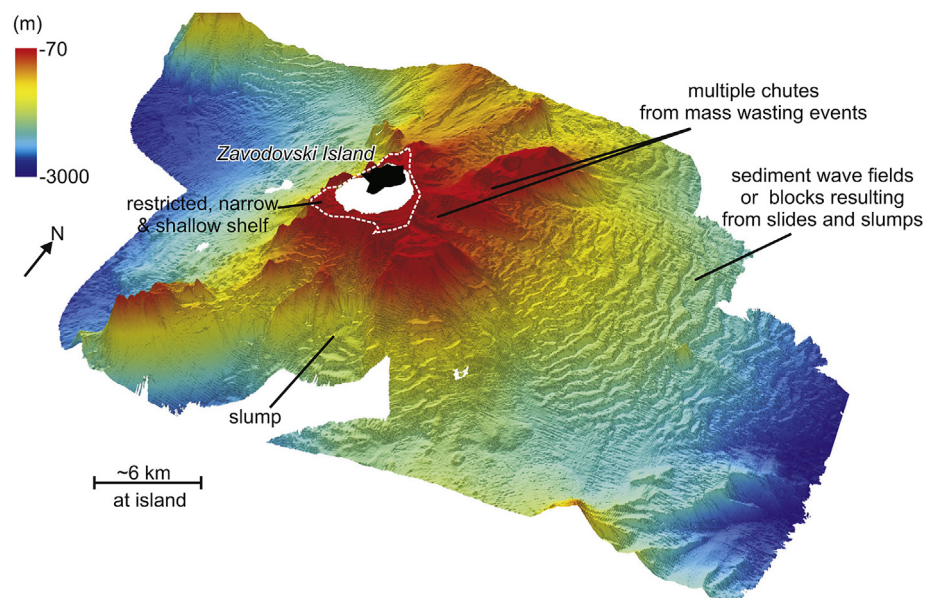 (m)
-70
-3000
multiple chutes
from mass wasting events
Zavodovski Island
sediment wave fields
or blocks resulting
from slides and slumps
restricted, narrow
& shallow shelf
N
slump
~6 km
at island